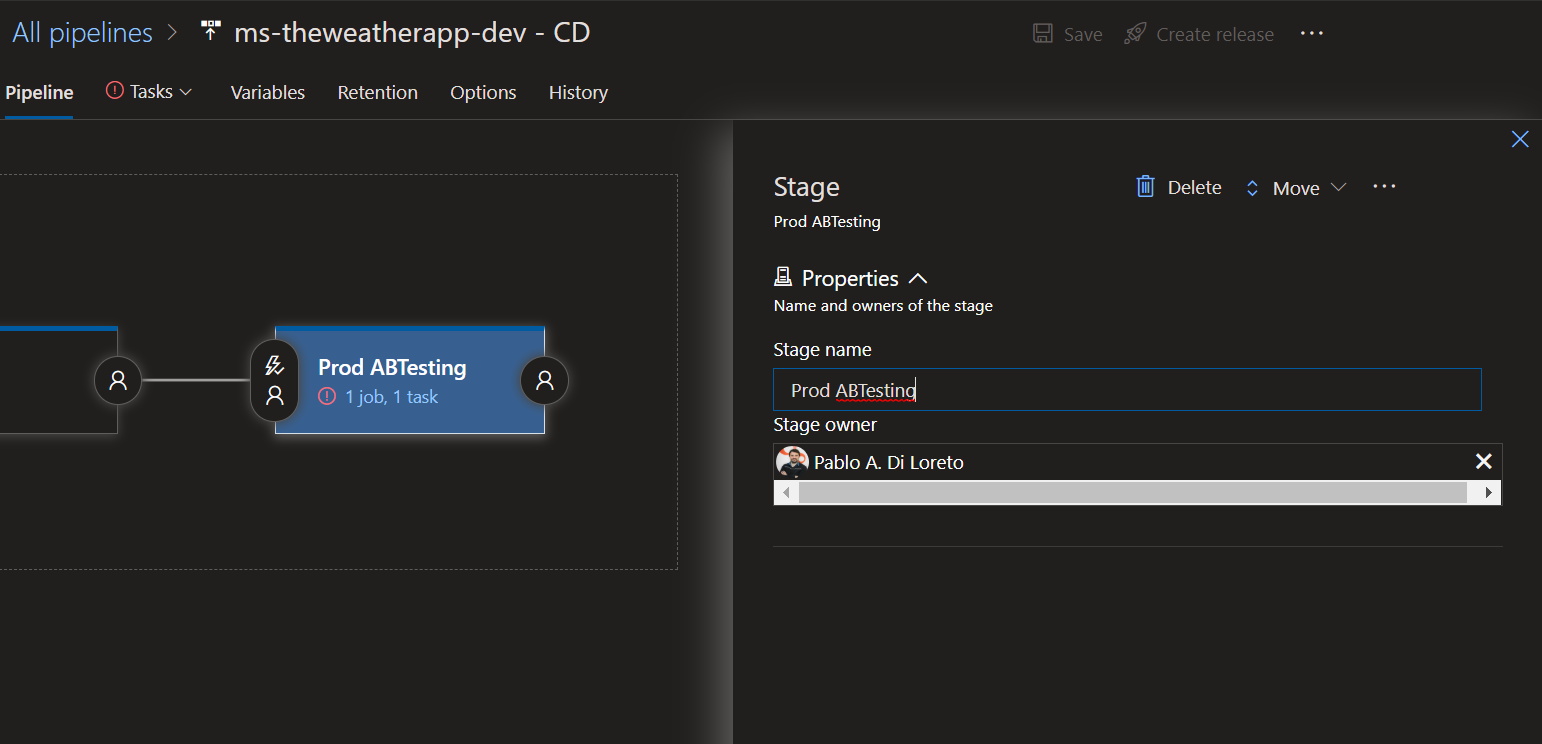 All pipelines > ms-theweatherapp-dev - CD
Save Create release ...
Pipeline Tasks Variables Retention Options History
Stage
Delete Move ...
Prod ABTesting
Properties
Name and owners of the stage
Prod ABTesting
1 job, 1 task
Stage name
Prod ABTesting
Stage owner
Pablo A. Di Loreto